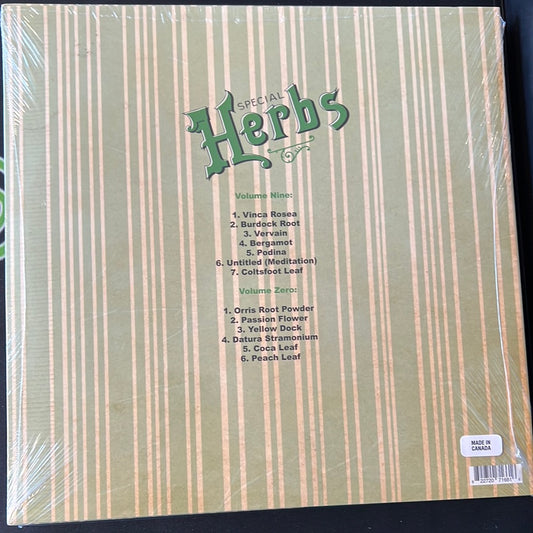 SPECIAL
Herbs
Volume Nine:
1. Vinca Rosea
2. Burdock Root
3. Vervain
4. Bergamot
5. Podina
6. Untitled (Meditation)
7. Coltsfoot Leaf
Volume Zero:
1. Orris Root Powder
2. Passion Flower
3. Yellow Dock
4. Datura Stramonium
5. Coca Leaf
6. Peach Leaf
MADE IN
CANADA